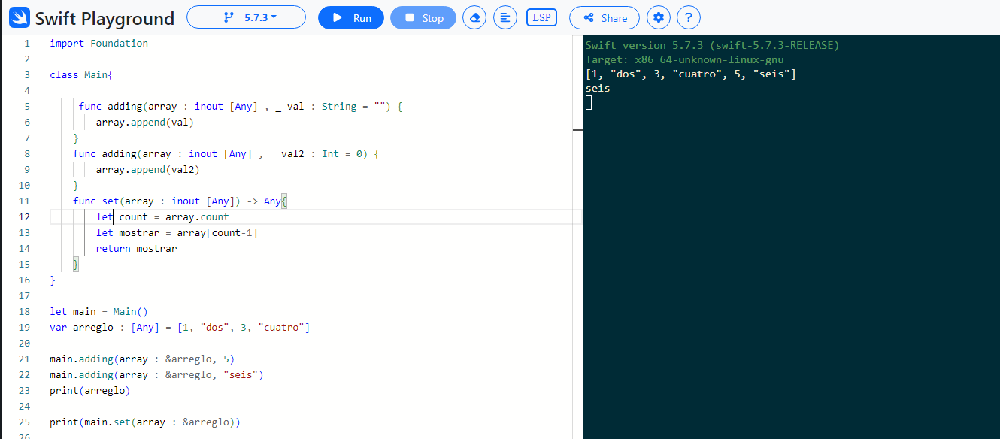 Swift Playground 5.7.3 Run Stop LSP Share ?
1 import Foundation
2
3 class Main{
4
5 func adding(array : inout [Any] , _ val : String = "") {
6 array.append(val)
7 }
8 func adding(array : inout [Any] , _ val2 : Int = 0) {
9 array.append(val2)
10 }
11 func set(array : inout [Any]) -> Any{
12 let count = array.count
13 let mostrar = array[count-1]
14 return mostrar
15 }
16 }
17
18 let main = Main()
19 var arreglo : [Any] = [1, "dos", 3, "cuatro"]
20
21 main.adding(array : &arreglo, 5)
22 main.adding(array : &arreglo, "seis")
23 print(arreglo)
24
25 print(main.set(array : &arreglo))
26
Swift version 5.7.3 (swift-5.7.3-RELEASE)
Target: x86_64-unknown-linux-gnu
[1, "dos", 3, "cuatro", 5, "seis"]
seis